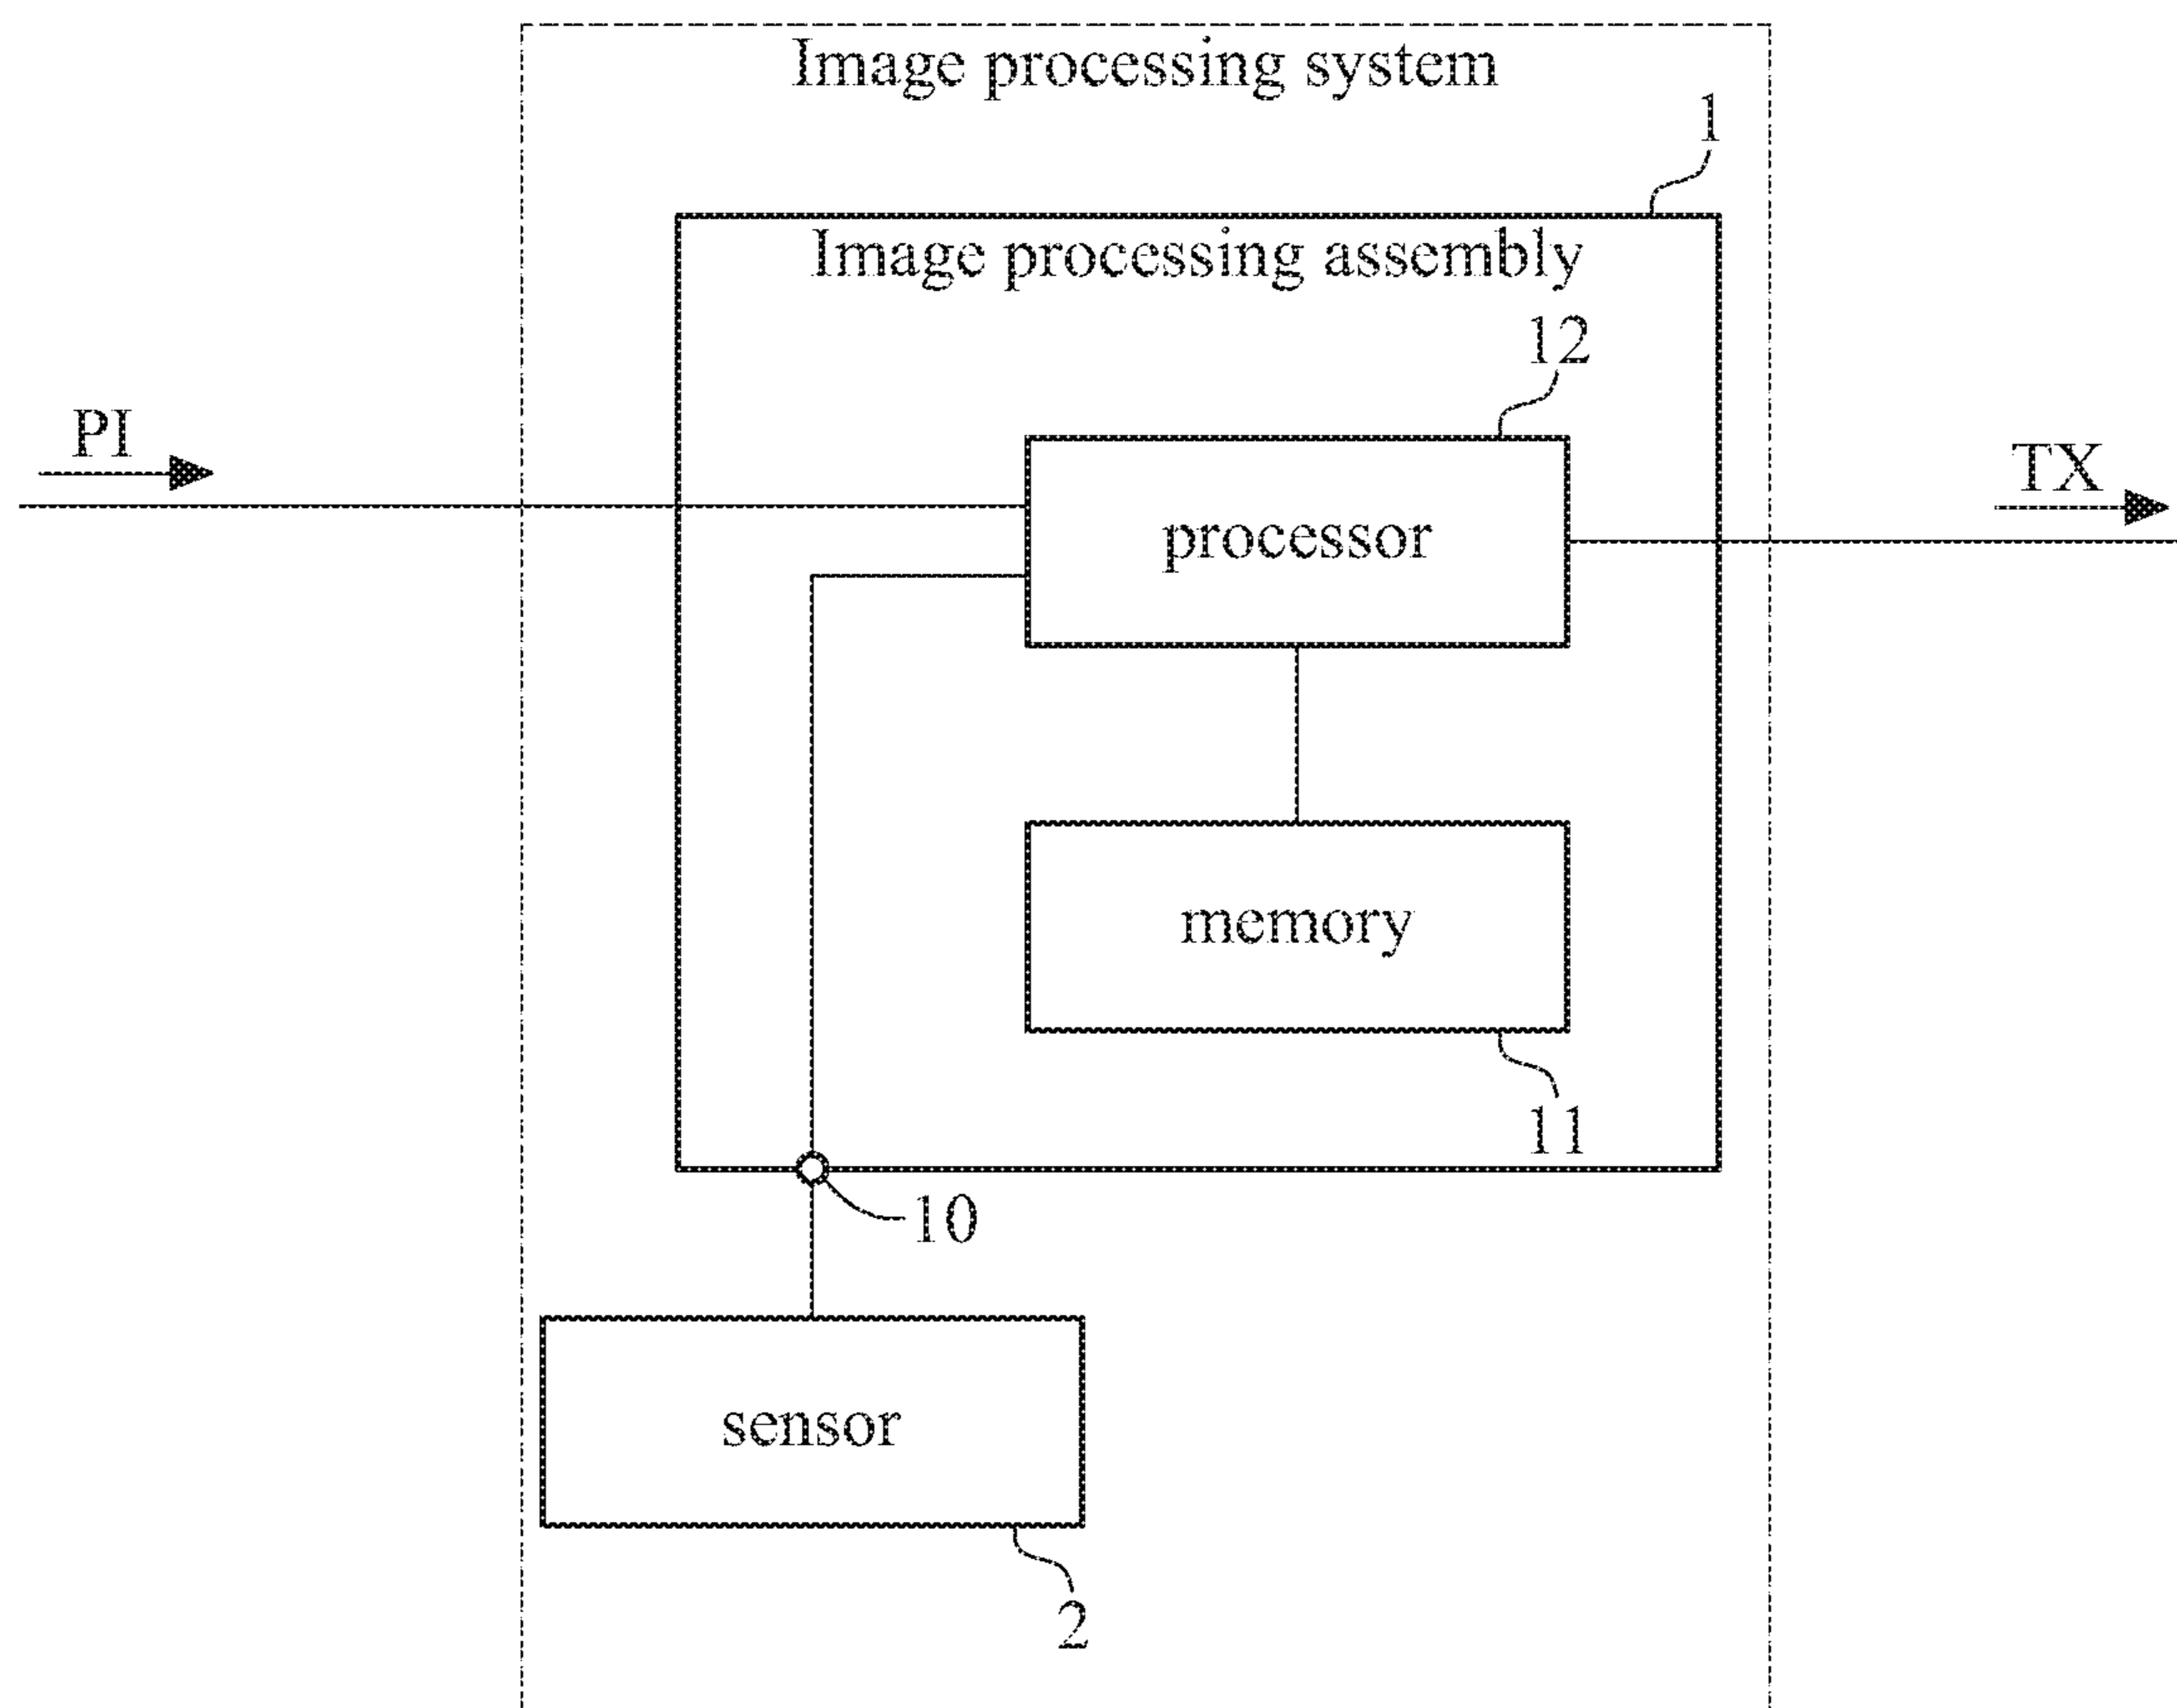 Image processing system
1
Image processing assembly
12
PI
TX
processor
memory
11
10
sensor
2